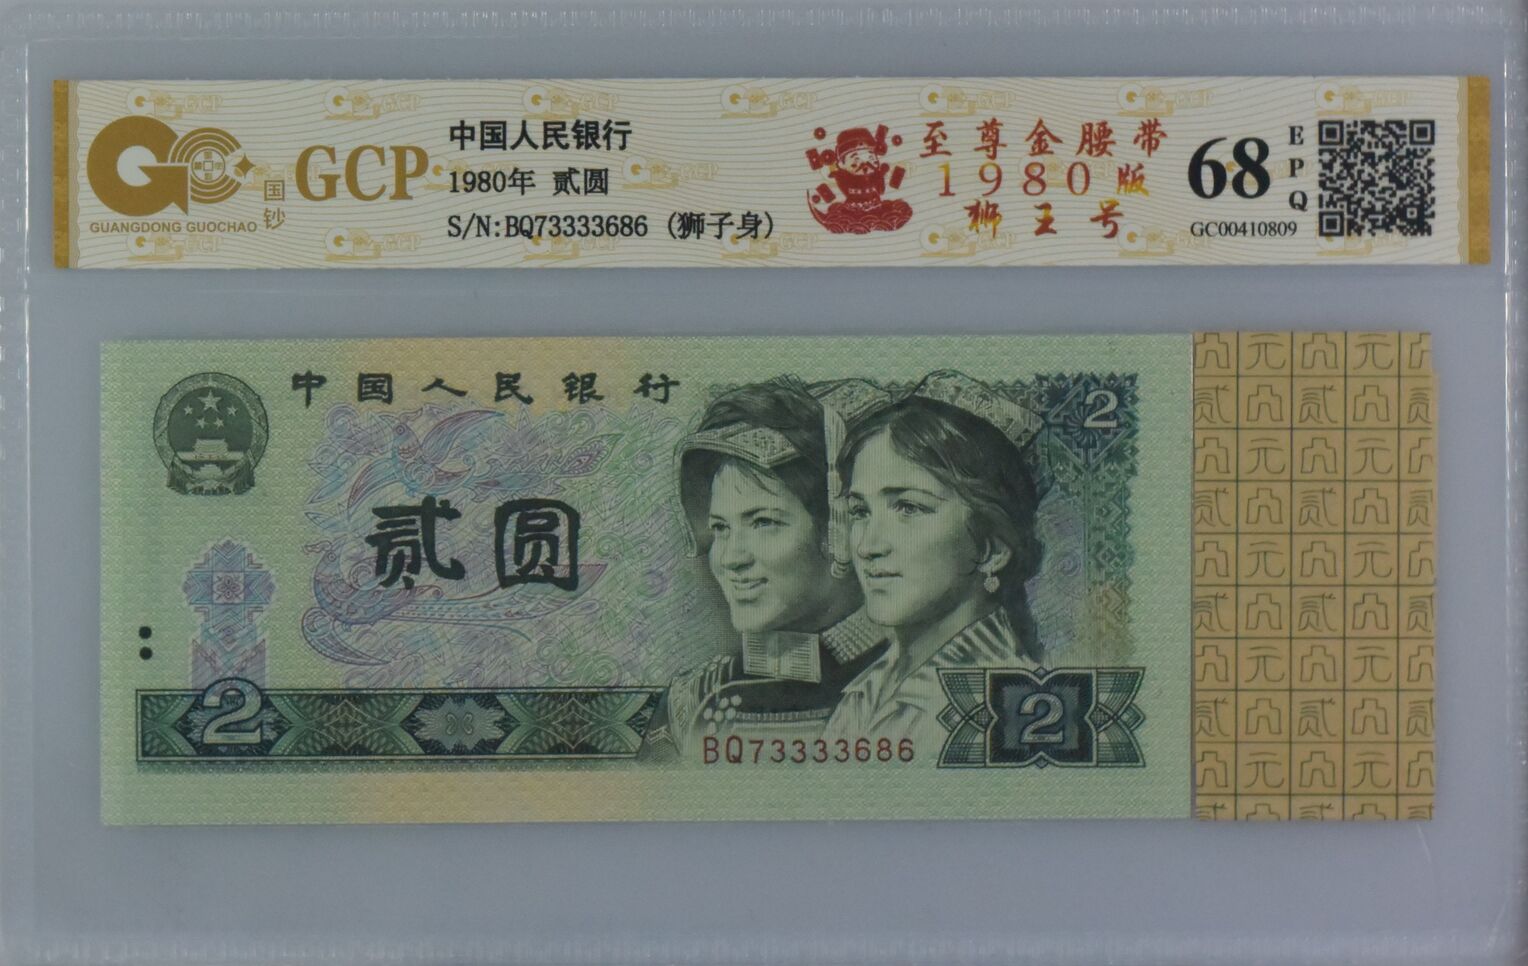 GCP
GUANGDONG GUOCHAO
国钞
中国人民银行
1980年 贰圆
S/N:BQ73333686 (狮子身)
至尊金腰带
1980版
狮王号
68
EPQ
GC00410809
中国人民银行
贰圆
2
2
2
BQ73333686